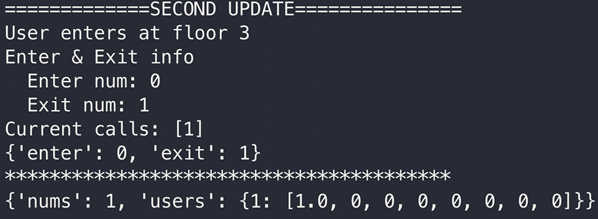 =============SECOND UPDATE===============
User enters at floor 3
Enter & Exit info
  Enter num: 0
  Exit num: 1
Current calls: [1]
{'enter': 0, 'exit': 1}
****************************************
{'nums': 1, 'users': {1: [1.0, 0, 0, 0, 0, 0, 0, 0]}}